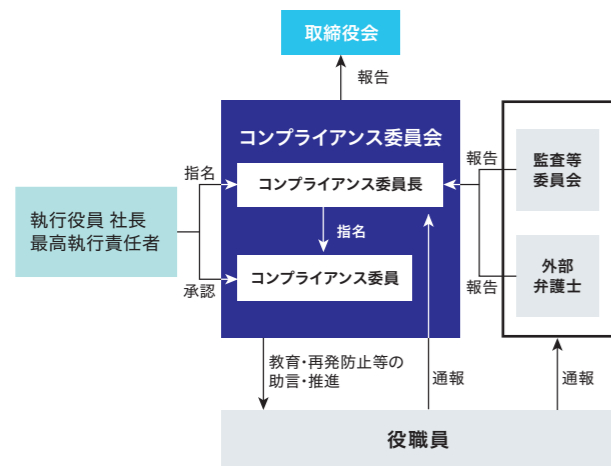 取締役会
報告
コンプライアンス委員会
指名
コンプライアンス委員長
報告
監査等
委員会
執行役員 社長
最高執行責任者
指名
承認
コンプライアンス委員
報告
外部
弁護士
教育・再発防止等の
助言・推進
通報
通報
役職員